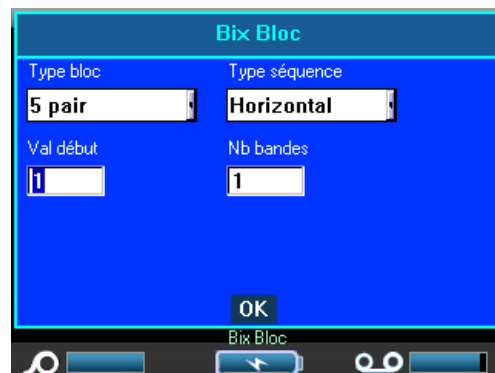 Bix Bloc
Type bloc Type séquence
5 pair Horizontal
Val début Nb bandes
1 1
OK
Bix Bloc